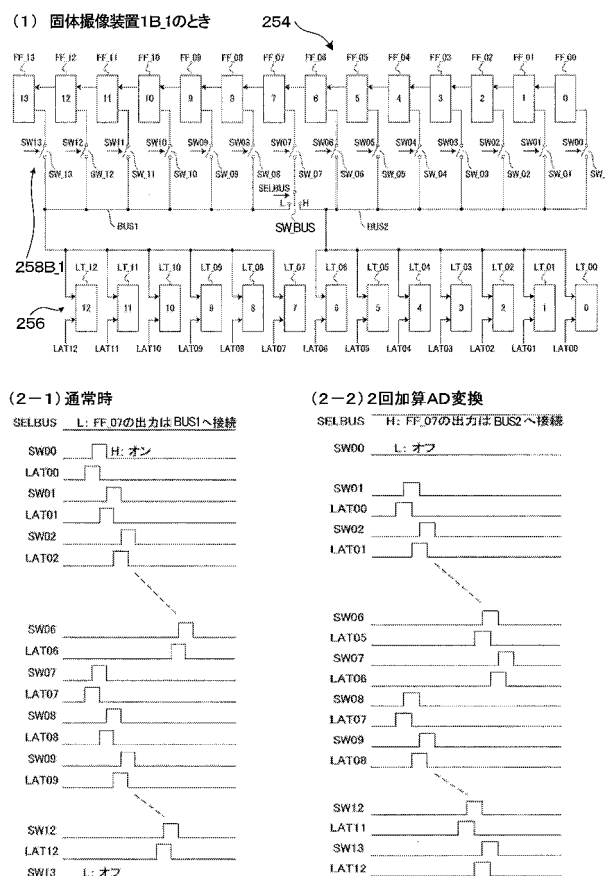 (1) 固体撮像装置1B_1のとき 254
FF_13 FF_12 FF_11 FF_10 FF_09 FF_08 FF_07 FF_06 FF_05 FF_04 FF_03 FF_02 FF_01 FF_00
13 12 11 10 9 8 7 6 5 4 3 2 1 0
SW13 SW12 SW11 SW10 SW09 SW08 SW07 SW06 SW05 SW04 SW03 SW02 SW01 SW00
SW_13 SW_12 SW_11 SW_10 SW_09 SW_08 SW_07 SW_06 SW_05 SW_04 SW_03 SW_02 SW_01 SW_
SELBUS
L H
BUS1 SW_BUS BUS2
258B_1
LT_12 LT_11 LT_10 LT_09 LT_08 LT_07 LT_06 LT_05 LT_04 LT_03 LT_02 LT_01 LT_00
256
12 11 10 9 8 7 6 5 4 3 2 1 0
LAT12 LAT11 LAT10 LAT09 LAT08 LAT07 LAT06 LAT05 LAT04 LAT03 LAT02 LAT01 LAT00
(2-1)通常時
SELBUS L: FF_07の出力はBUS1へ接続
SW00 H: オン
LAT00
SW01
LAT01
SW02
LAT02
SW06
LAT06
SW07
LAT07
SW08
LAT08
SW09
LAT09
SW12
LAT12
SW13 L: オフ
(2-2)2回加算AD変換
SELBUS H: FF_07の出力はBUS2へ接続
SW00 L: オフ
SW01
LAT00
SW02
LAT01
SW06
LAT05
SW07
LAT06
SW08
LAT07
SW09
LAT08
SW12
LAT11
SW13
LAT12